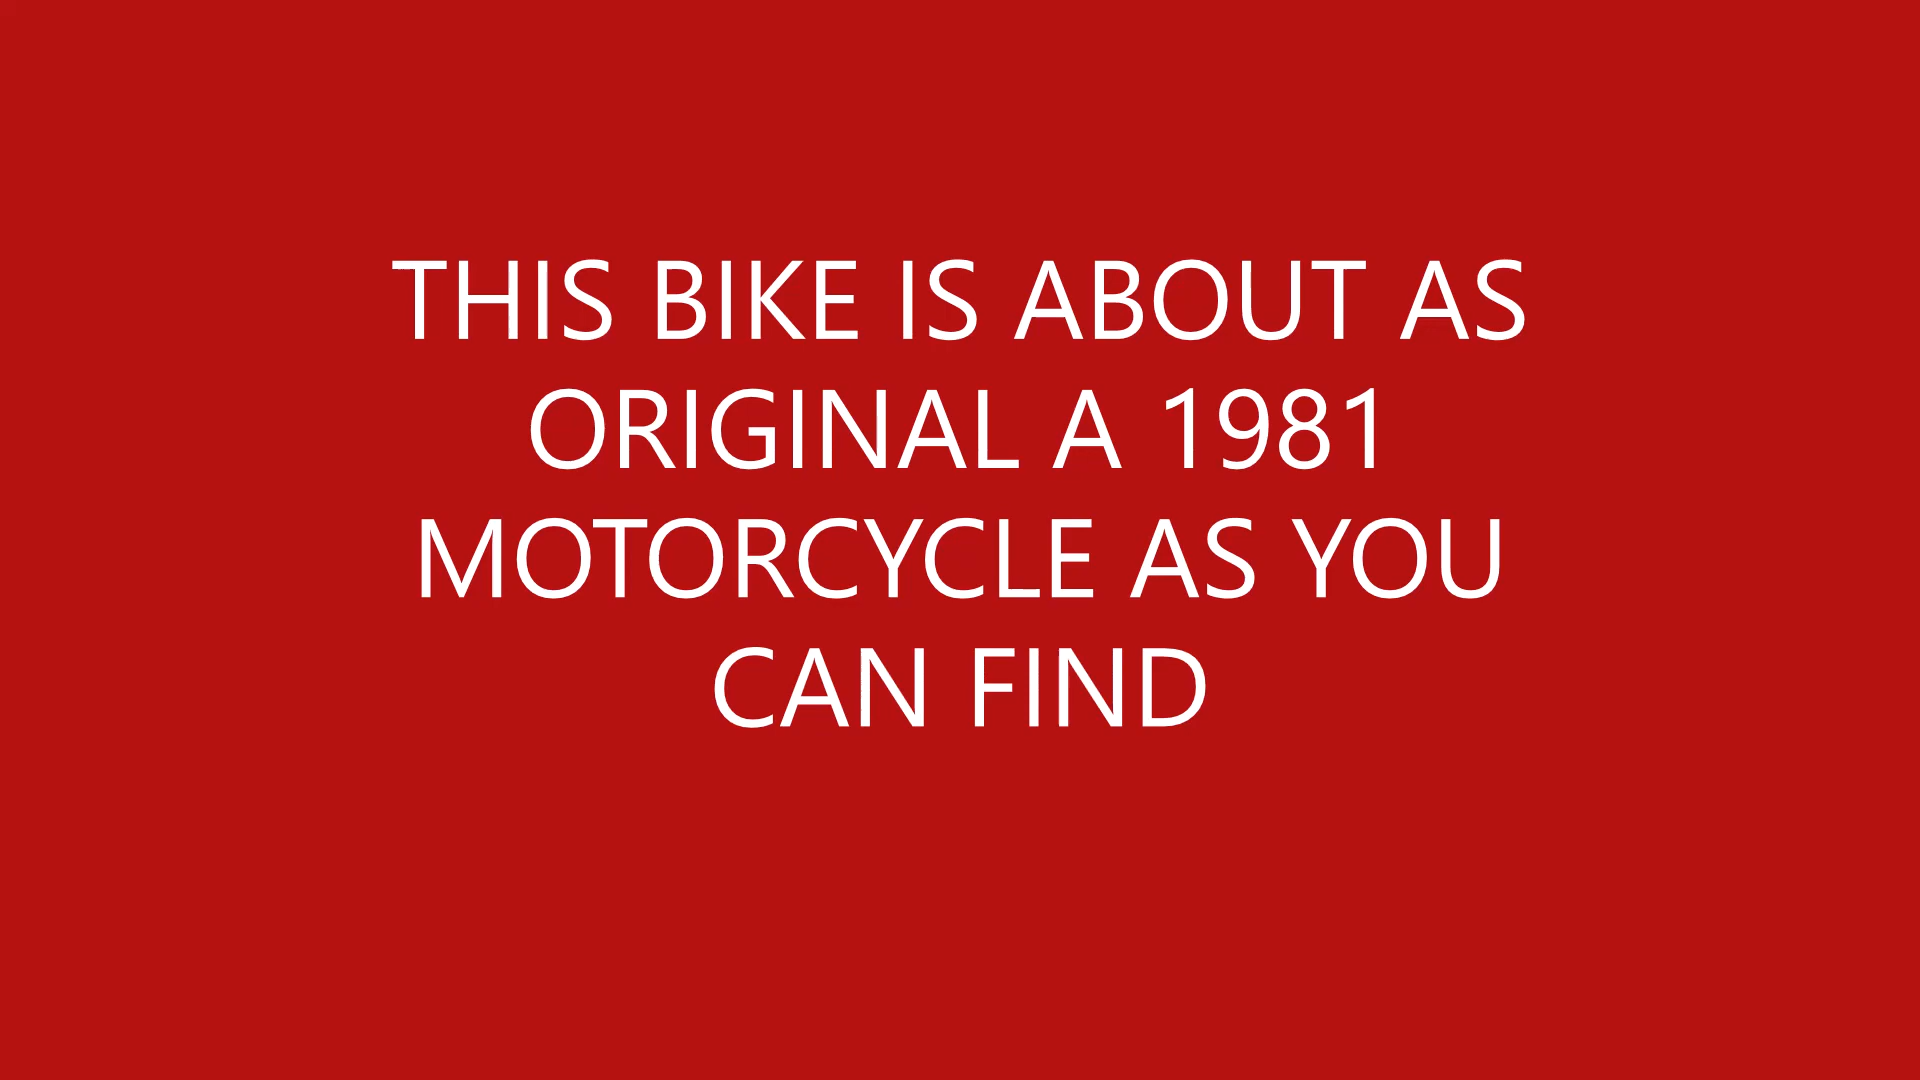 THIS BIKE IS ABOUT AS
ORIGINAL A 1981
MOTORCYCLE AS YOU
CAN FIND